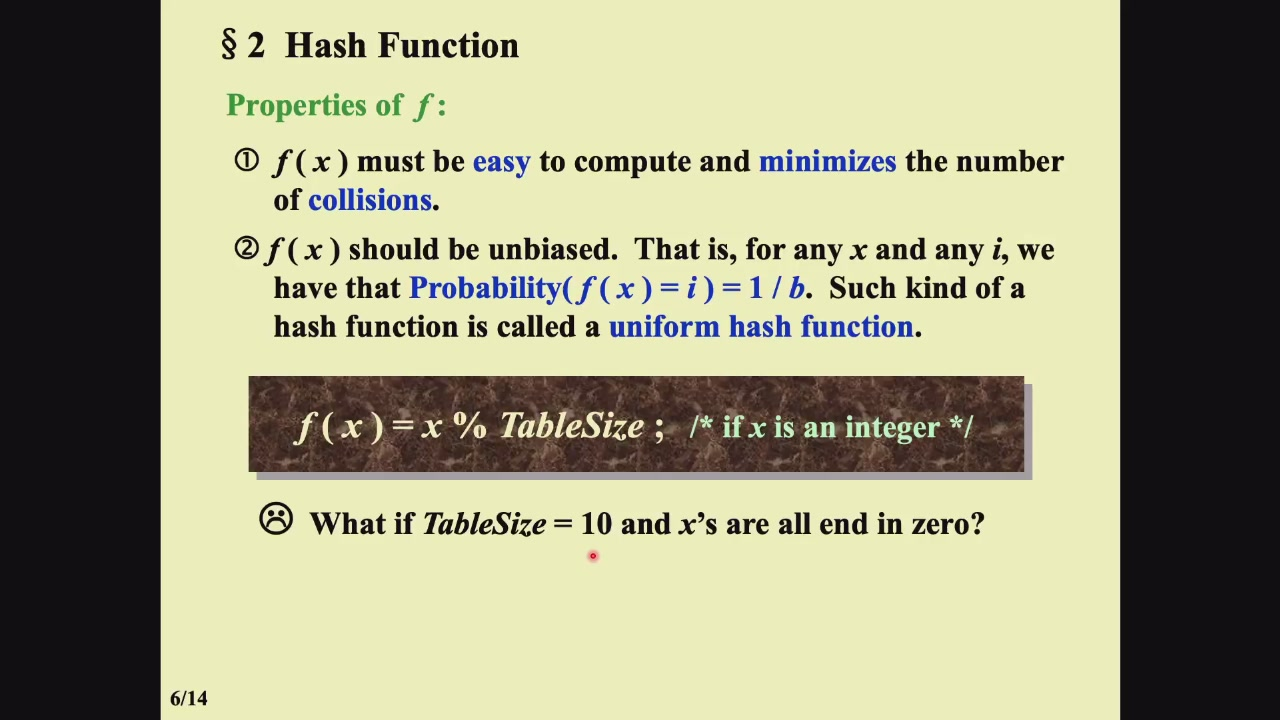 § 2 Hash Function
Properties of f :
① f ( x ) must be easy to compute and minimizes the number
of collisions.
② f ( x ) should be unbiased. That is, for any x and any i, we
have that Probability( f ( x ) = i ) = 1 / b. Such kind of a
hash function is called a uniform hash function.
f ( x ) = x % TableSize ; /* if x is an integer */
☹ What if TableSize = 10 and x’s are all end in zero?
6/14